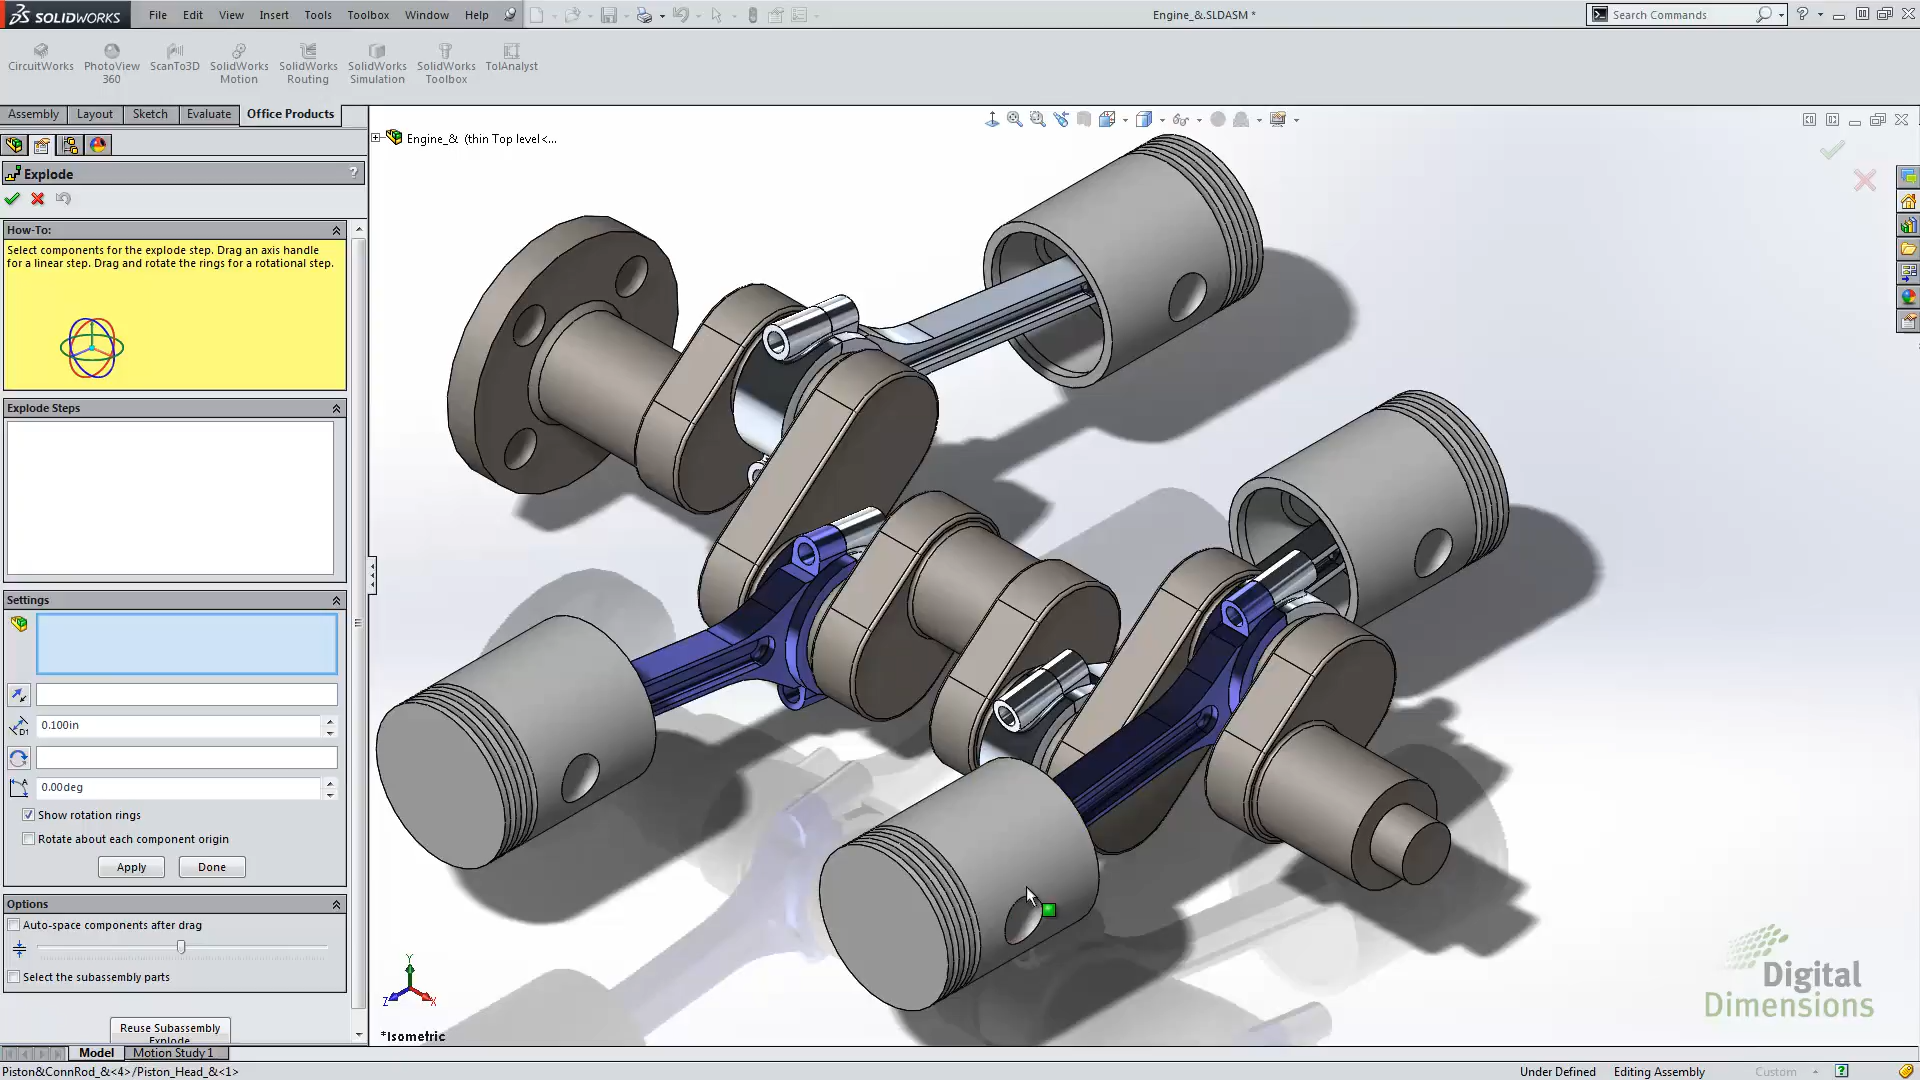 SOLIDWORKS File Edit View Insert Tools Toolbox Window Help Engine_&.SLDASM * Search Commands
CircuitWorks PhotoView 360 ScanTo3D SolidWorks Motion SolidWorks Routing SolidWorks Simulation SolidWorks Toolbox TolAnalyst
Assembly Layout Sketch Evaluate Office Products
Engine_& (thin Top level<...
Explode ?
How-To:
Select components for the explode step. Drag an axis handle
for a linear step. Drag and rotate the rings for a rotational step.
Explode Steps
Settings
D1 0.100in
A 0.00deg
Show rotation rings
Rotate about each component origin
Apply Done
Options
Auto-space components after drag
Select the subassembly parts
Reuse Subassembly
Explode
Y
Z X
*Isometric
Digital
Dimensions
Model Motion Study 1
Piston&ConnRod_&<4>/Piston_Head_&<1> Under Defined Editing Assembly Custom ?